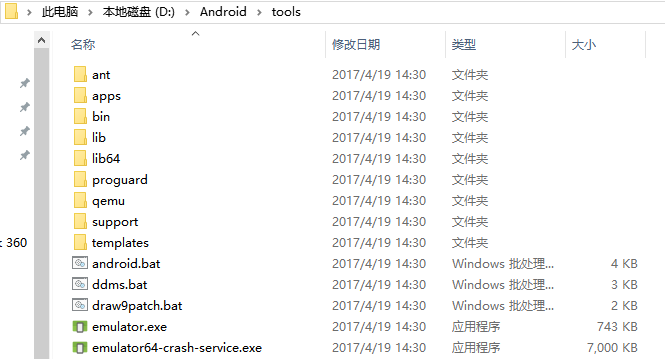 此电脑 › 本地磁盘 (D:) › Android › tools
名称 修改日期 类型 大小
ant 2017/4/19 14:30 文件夹
apps 2017/4/19 14:30 文件夹
bin 2017/4/19 14:30 文件夹
lib 2017/4/19 14:30 文件夹
lib64 2017/4/19 14:30 文件夹
proguard 2017/4/19 14:30 文件夹
qemu 2017/4/19 14:30 文件夹
support 2017/4/19 14:30 文件夹
: 360 templates 2017/4/19 14:30 文件夹
android.bat 2017/4/19 14:30 Windows 批处理... 4 KB
ddms.bat 2017/4/19 14:30 Windows 批处理... 3 KB
draw9patch.bat 2017/4/19 14:30 Windows 批处理... 2 KB
emulator.exe 2017/4/19 14:30 应用程序 743 KB
emulator64-crash-service.exe 2017/4/19 14:30 应用程序 7,000 KB